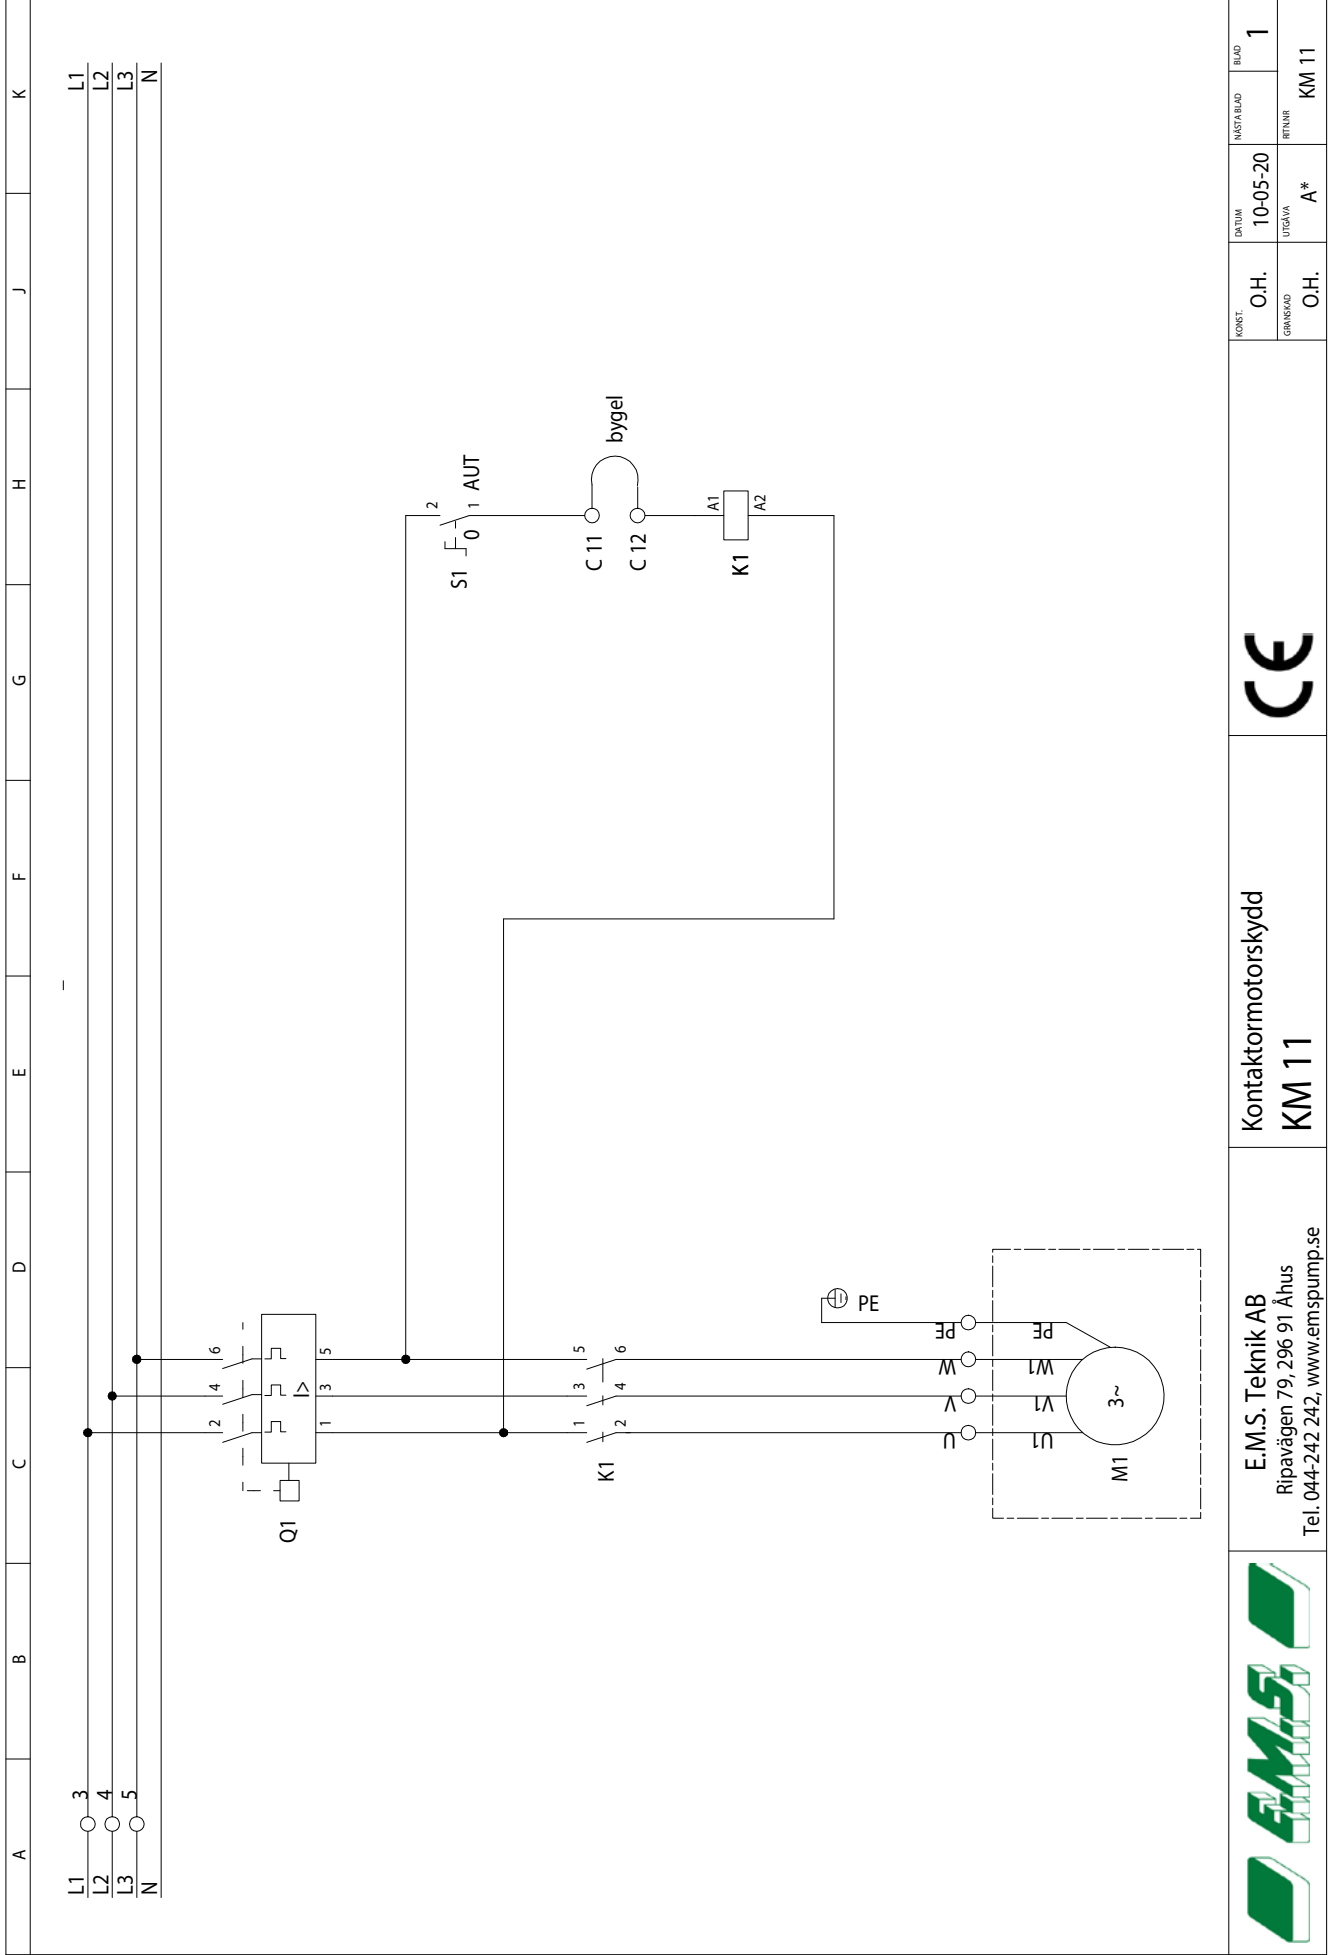 A B C D E F G H J K
L1 3 L1
L2 4 L2
L3 5 L3
N N
2 4 6
I>
Q1
1 3 5
2
S1 0 1 AUT
C 11
bygel
C 12
1 3 5
K1
2 4 6
A1
K1
A2
PE
U V W PE
U1 V1 W1 PE
3~
M1
E.M.S.
E.M.S. Teknik AB
Ripavägen 79, 296 91 Åhus
Tel. 044-242 242, www.emspump.se
Kontaktormotorskydd
KM 11
CE
KONST.
O.H.
DATUM
10-05-20
NÄSTA BLAD
BLAD
1
GRANSKAD
O.H.
UTGÅVA
A*
RITN.NR
KM 11